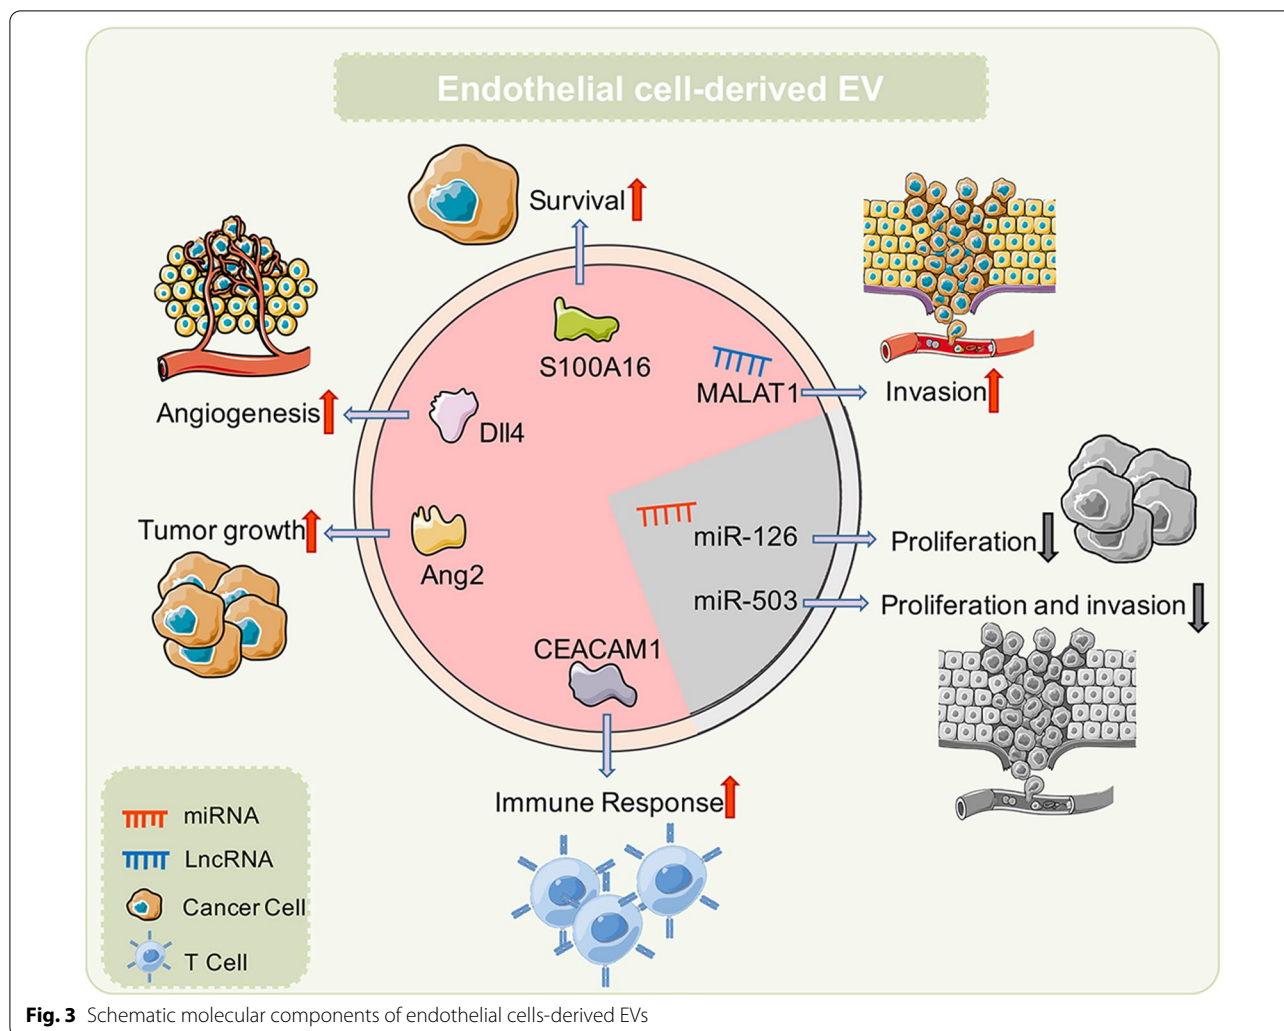 Endothelial cell-derived EV
Survival
S100A16
MALAT1
Invasion
Angiogenesis
Dll4
Tumor growth
Ang2
miR-126
Proliferation
miR-503
Proliferation and invasion
CEACAM1
Immune Response
miRNA
LncRNA
Cancer Cell
T Cell
Fig. 3 Schematic molecular components of endothelial cells-derived EVs